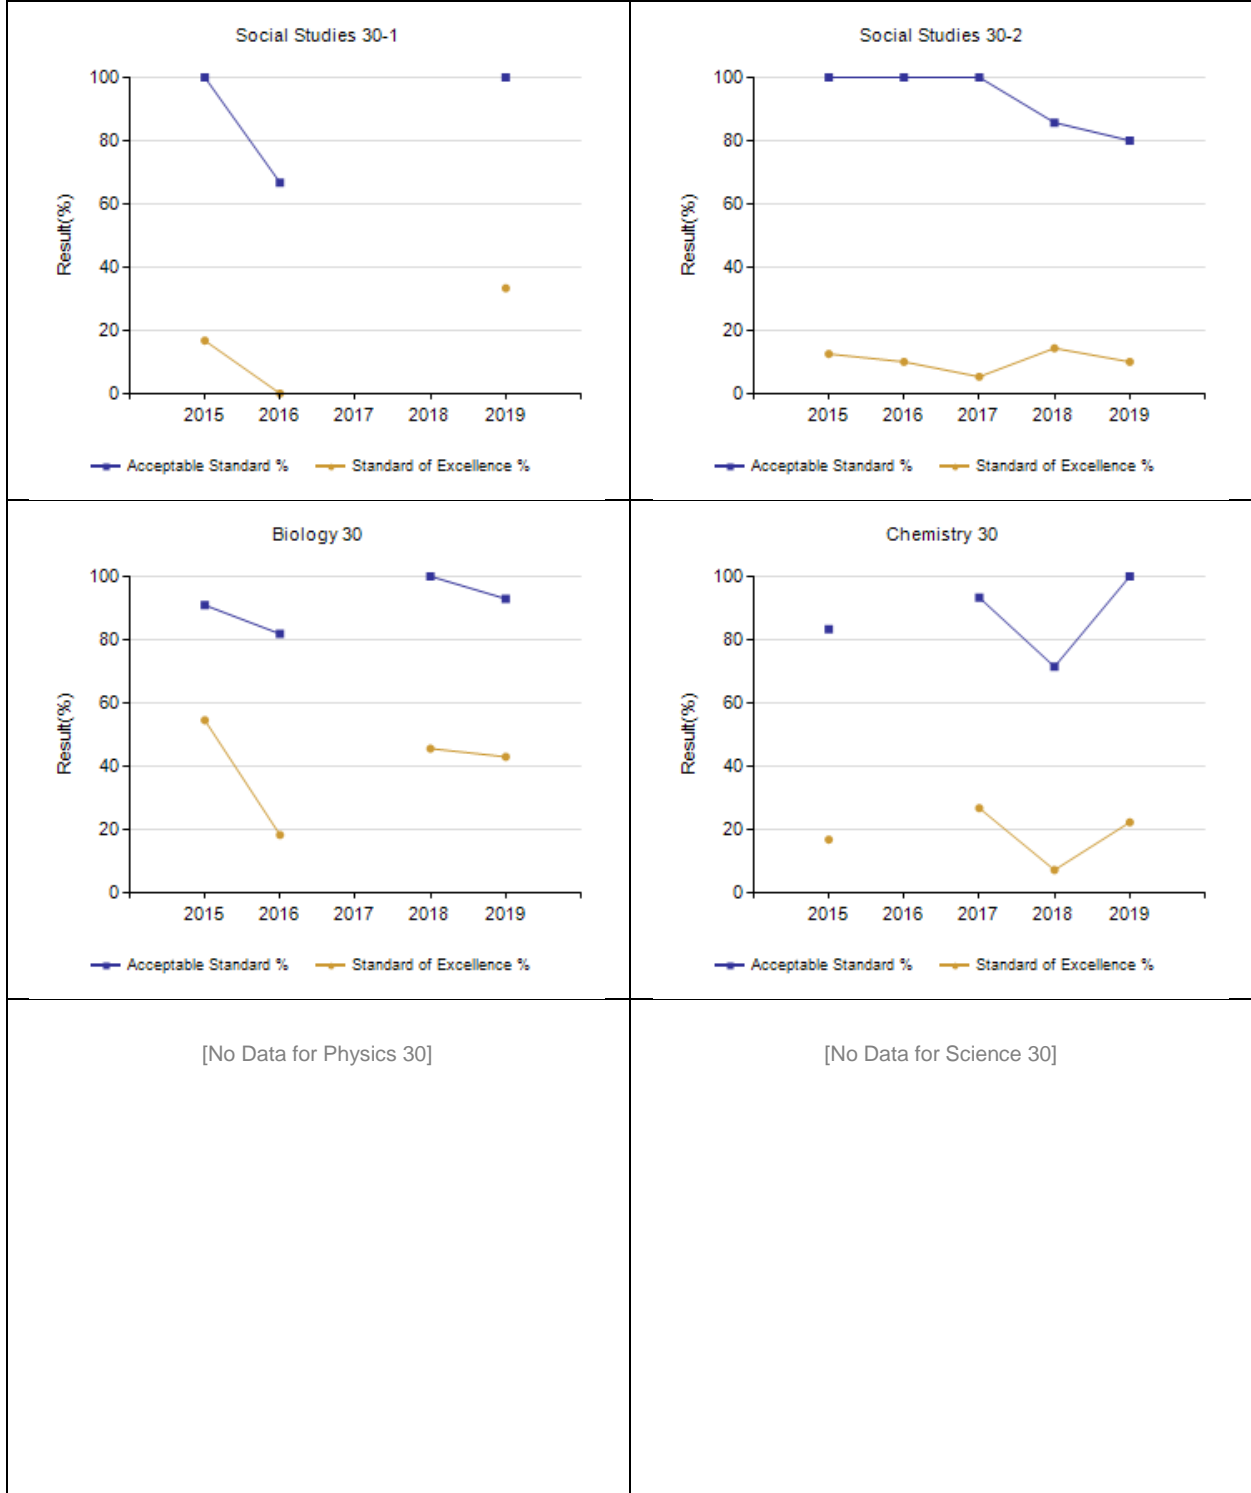 Social Studies 30-1
100
80
60
40
20
0
Result(%)
2015 2016 2017 2018 2019
Acceptable Standard % Standard of Excellence %
Social Studies 30-2
100
80
60
40
20
0
Result(%)
2015 2016 2017 2018 2019
Acceptable Standard % Standard of Excellence %
Biology 30
100
80
60
40
20
0
Result(%)
2015 2016 2017 2018 2019
Acceptable Standard % Standard of Excellence %
Chemistry 30
100
80
60
40
20
0
Result(%)
2015 2016 2017 2018 2019
Acceptable Standard % Standard of Excellence %
[No Data for Physics 30]
[No Data for Science 30]